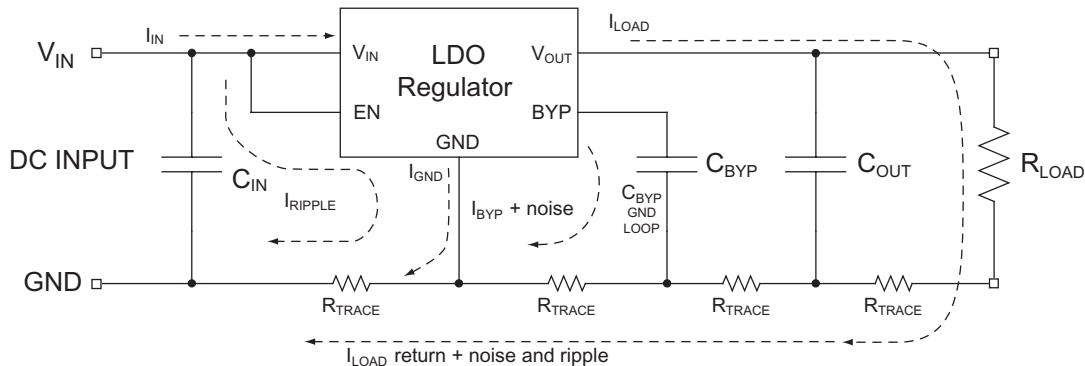 I_IN
I_LOAD
V_IN
V_IN
LDO
Regulator
V_OUT
EN
BYP
GND
DC INPUT
C_IN
I_RIPPLE
I_GND
I_BYP + noise
C_BYP
GND
LOOP
C_BYP
C_OUT
R_LOAD
GND
R_TRACE
R_TRACE
R_TRACE
R_TRACE
I_LOAD return + noise and ripple